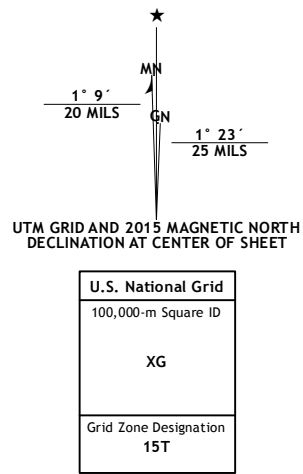 ★
MN
1° 9´
20 MILS
GN
1° 23´
25 MILS
UTM GRID AND 2015 MAGNETIC NORTH
DECLINATION AT CENTER OF SHEET
U.S. National Grid
100,000-m Square ID
XG
Grid Zone Designation
15T